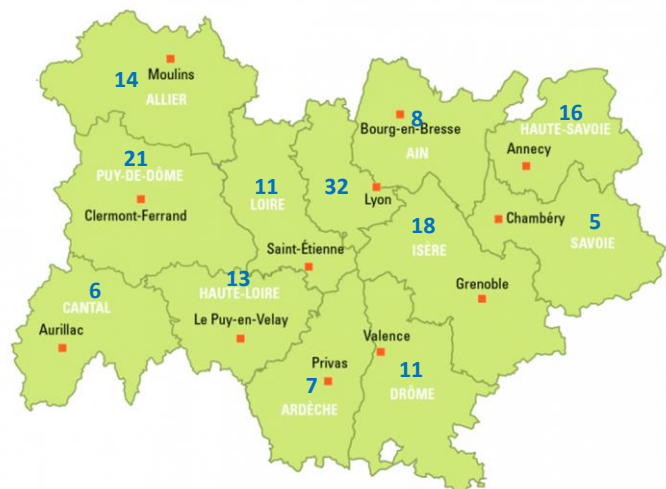 14
Moulins
ALLIER
8
Bourg-en-Bresse
AIN
16
HAUTE-SAVOIE
Annecy
21
PUY-DE-DÔME
Clermont-Ferrand
11
LOIRE
32
Lyon
18
ISÈRE
Chambéry
5
SAVOIE
Saint-Étienne
Grenoble
6
CANTAL
Aurillac
13
HAUTE-LOIRE
Le Puy-en-Velay
Privas
7
ARDÈCHE
Valence
11
DRÔME